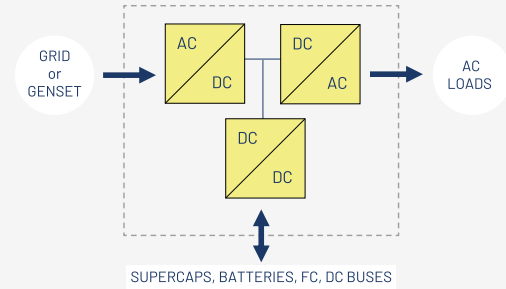 GRID
or
GENSET
AC
DC
DC
AC
AC
LOADS
DC
DC
SUPERCAPS, BATTERIES, FC, DC BUSES